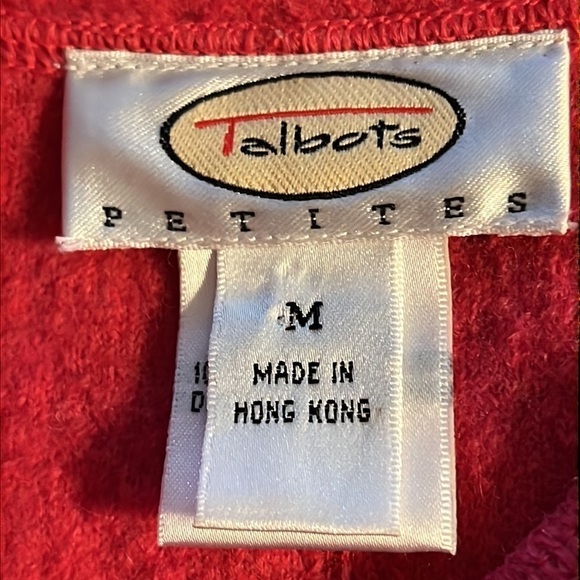 Talbots
PETITES
M
MADE IN
HONG KONG